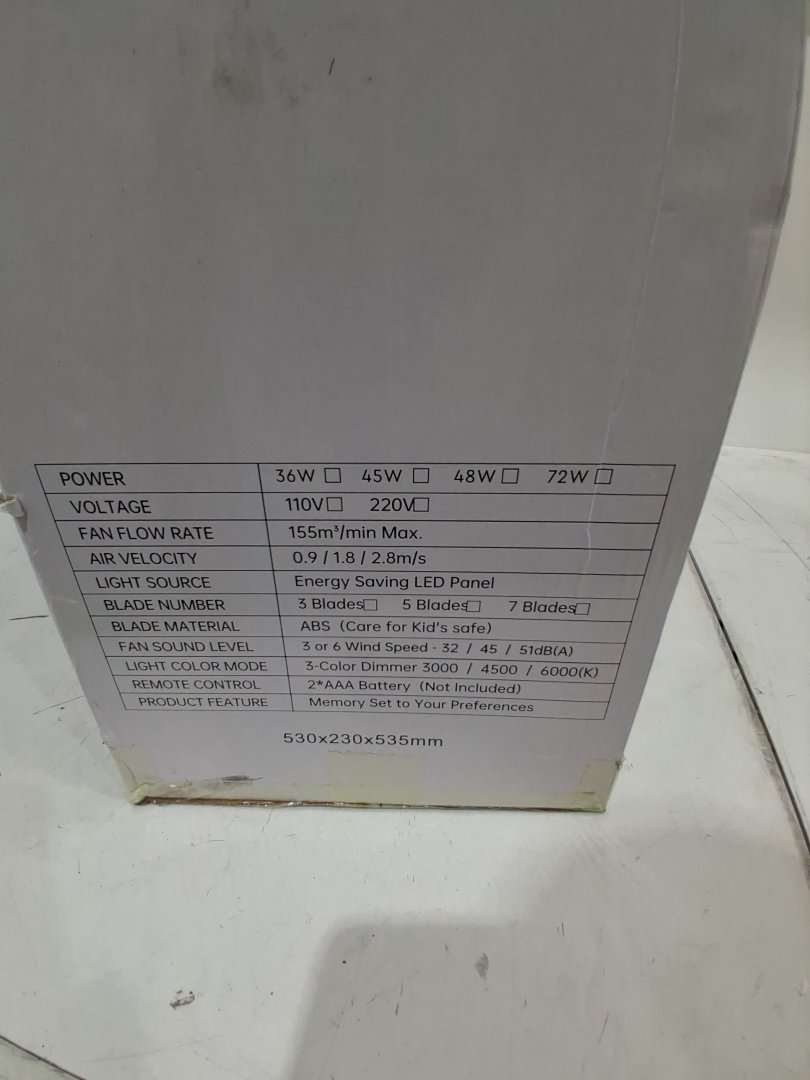 POWER 36W □ 45W □ 48W □ 72W □
VOLTAGE 110V□ 220V□
FAN FLOW RATE 155m³/min Max.
AIR VELOCITY 0.9 / 1.8 / 2.8m/s
LIGHT SOURCE Energy Saving LED Panel
BLADE NUMBER 3 Blades□ 5 Blades□ 7 Blades□
BLADE MATERIAL ABS (Care for Kid's safe)
FAN SOUND LEVEL 3 or 6 Wind Speed - 32 / 45 / 51dB(A)
LIGHT COLOR MODE 3-Color Dimmer 3000 / 4500 / 6000(K)
REMOTE CONTROL 2*AAA Battery (Not Included)
PRODUCT FEATURE Memory Set to Your Preferences
530x230x535mm